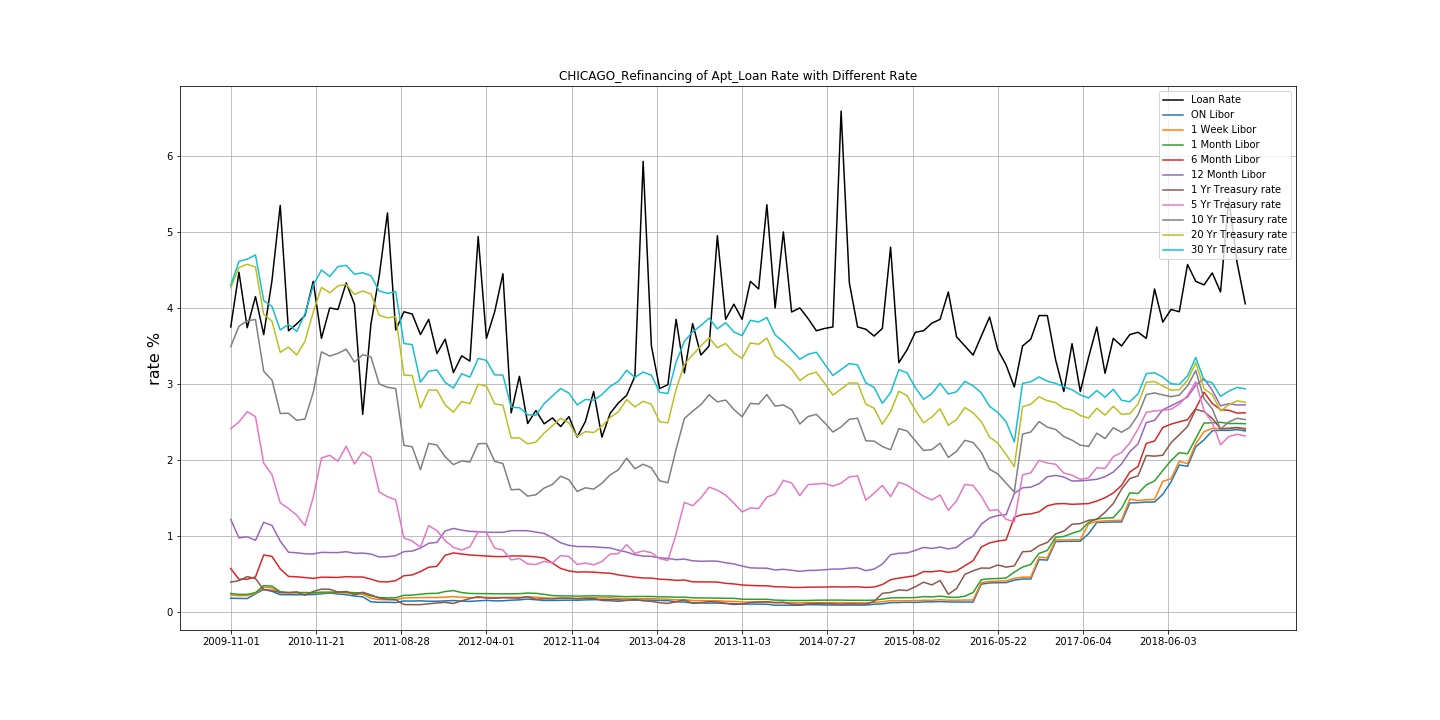 CHICAGO_Refinancing of Apt_Loan Rate with Different Rate
rate %
6
5
4
3
2
1
0
Loan Rate
ON Libor
1 Week Libor
1 Month Libor
6 Month Libor
12 Month Libor
1 Yr Treasury rate
5 Yr Treasury rate
10 Yr Treasury rate
20 Yr Treasury rate
30 Yr Treasury rate
2009-11-01 2010-11-21 2011-08-28 2012-04-01 2012-11-04 2013-04-28 2013-11-03 2014-07-27 2015-08-02 2016-05-22 2017-06-04 2018-06-03